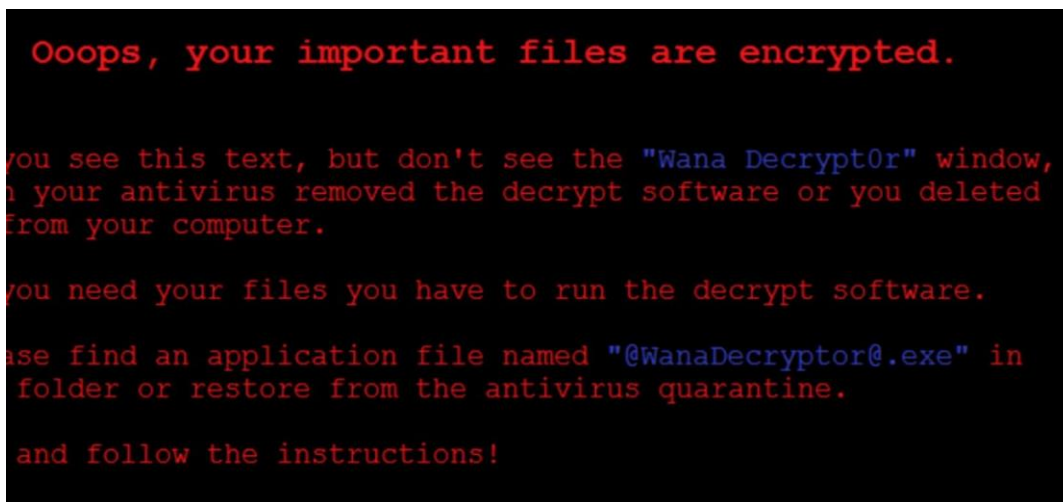 Ooops, your important files are encrypted.
you see this text, but don't see the "Wana Decrypt0r" window,
your antivirus removed the decrypt software or you deleted
from your computer.
you need your files you have to run the decrypt software.
find an application file named "@WanaDecryptor@.exe" in
folder or restore from the antivirus quarantine.
and follow the instructions!